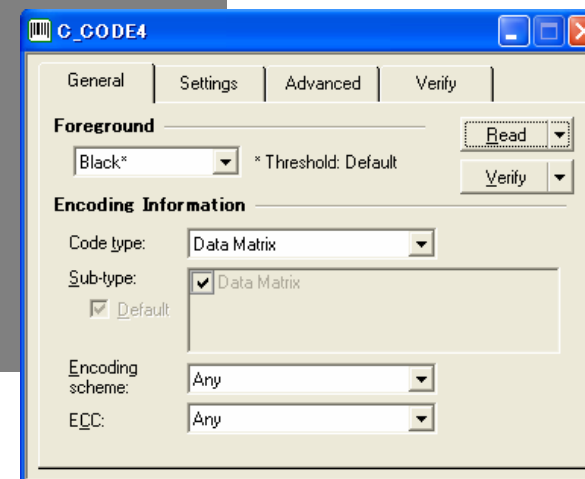 C_CODE4
General Settings Advanced Verify
Foreground
Read
Black* * Threshold: Default
Verify
Encoding Information
Code type: Data Matrix
Sub-type: Data Matrix
Default
Encoding
scheme: Any
ECC: Any